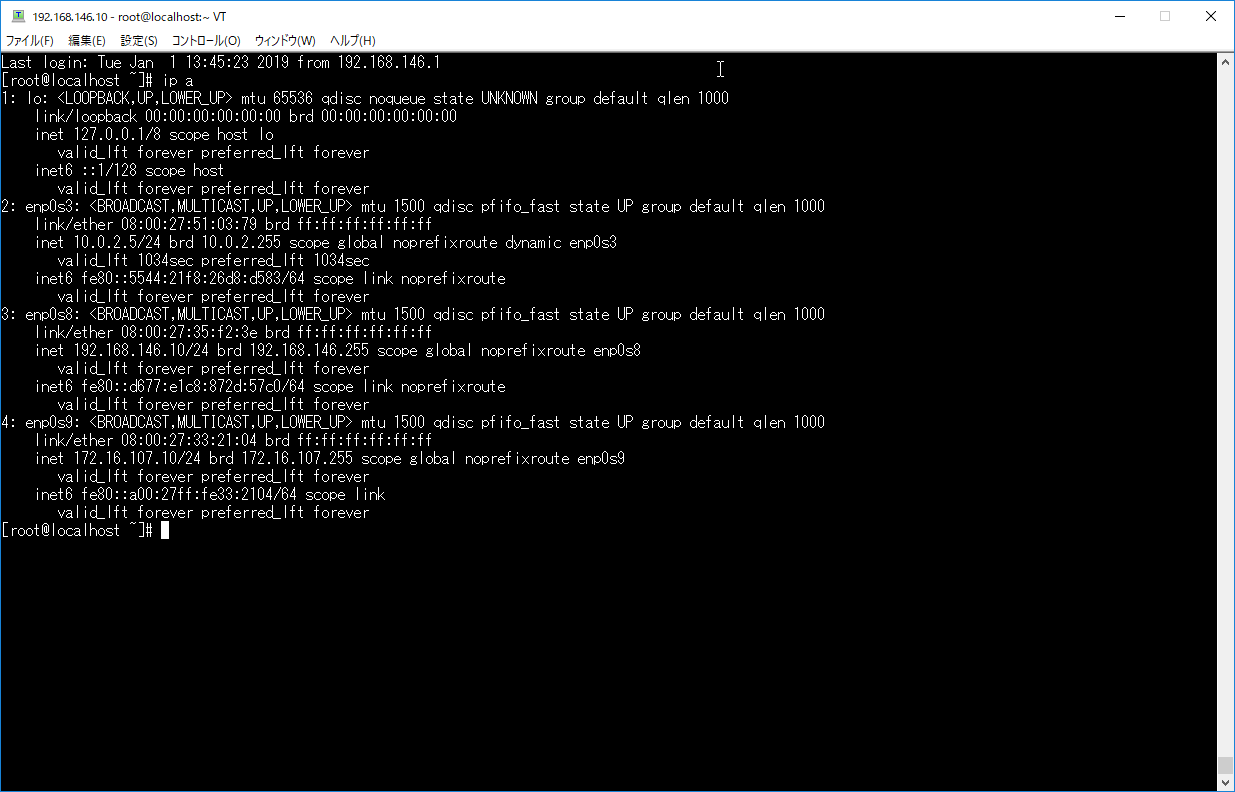 192.168.146.10 - root@localhost:~ VT
ファイル(F) 編集(E) 設定(S) コントロール(O) ウィンドウ(W) ヘルプ(H)
Last login: Tue Jan  1 13:45:23 2019 from 192.168.146.1
[root@localhost ~]# ip a
1: lo: <LOOPBACK,UP,LOWER_UP> mtu 65536 qdisc noqueue state UNKNOWN group default qlen 1000
    link/loopback 00:00:00:00:00:00 brd 00:00:00:00:00:00
    inet 127.0.0.1/8 scope host lo
       valid_lft forever preferred_lft forever
    inet6 ::1/128 scope host
       valid_lft forever preferred_lft forever
2: enp0s3: <BROADCAST,MULTICAST,UP,LOWER_UP> mtu 1500 qdisc pfifo_fast state UP group default qlen 1000
    link/ether 08:00:27:51:03:79 brd ff:ff:ff:ff:ff:ff
    inet 10.0.2.5/24 brd 10.0.2.255 scope global noprefixroute dynamic enp0s3
       valid_lft 1034sec preferred_lft 1034sec
    inet6 fe80::5544:21f8:26d8:d583/64 scope link noprefixroute
       valid_lft forever preferred_lft forever
3: enp0s8: <BROADCAST,MULTICAST,UP,LOWER_UP> mtu 1500 qdisc pfifo_fast state UP group default qlen 1000
    link/ether 08:00:27:35:f2:3e brd ff:ff:ff:ff:ff:ff
    inet 192.168.146.10/24 brd 192.168.146.255 scope global noprefixroute enp0s8
       valid_lft forever preferred_lft forever
    inet6 fe80::d677:e1c8:872d:57c0/64 scope link noprefixroute
       valid_lft forever preferred_lft forever
4: enp0s9: <BROADCAST,MULTICAST,UP,LOWER_UP> mtu 1500 qdisc pfifo_fast state UP group default qlen 1000
    link/ether 08:00:27:33:21:04 brd ff:ff:ff:ff:ff:ff
    inet 172.16.107.10/24 brd 172.16.107.255 scope global noprefixroute enp0s9
       valid_lft forever preferred_lft forever
    inet6 fe80::a00:27ff:fe33:2104/64 scope link
       valid_lft forever preferred_lft forever
[root@localhost ~]#